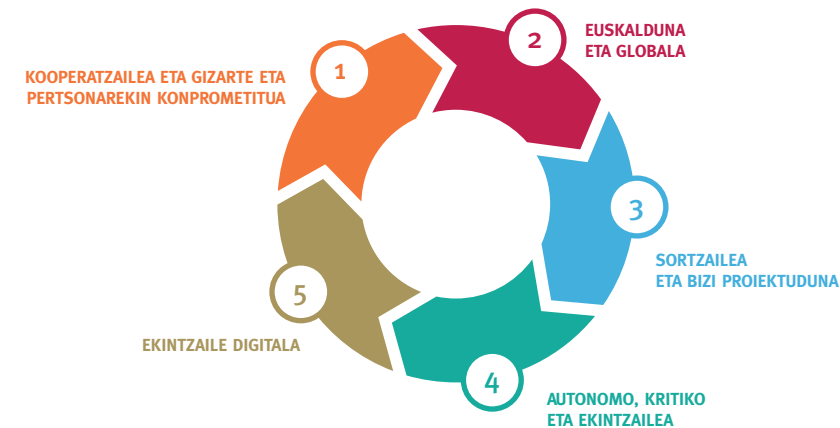 1
KOOPERATZAILEA ETA GIZARTE ETA
PERTSONAREKIN KONPROMETITUA
2
EUSKALDUNA
ETA GLOBALA
3
SORTZAILEA
ETA BIZI PROIEKTUDUNA
4
AUTONOMO, KRITIKO
ETA EKINTZAILEA
5
EKINTZAILE DIGITALA